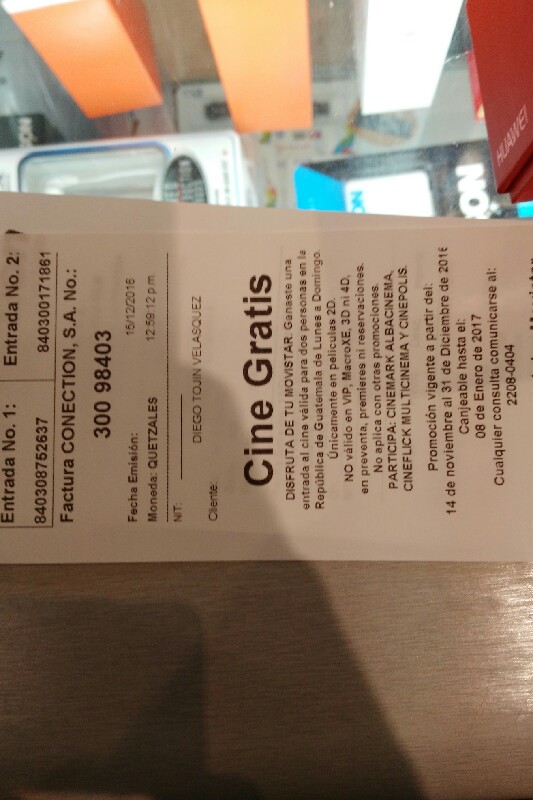 Entrada No. 1: Entrada No. 2:
840308752637 840300171861
Factura CONECTION, S.A. No.:
300 98403
Fecha Emisión: 15/12/2016
Moneda: QUETZALES 12:59:12 p.m.
NIT:
DIEGO TOJIN VELASQUEZ
Cliente:
Cine Gratis
DISFRUTA DE TU MOVISTAR. Ganaste una
entrada al cine válida para dos personas en la
República de Guatemala de Lunes a Domingo.
Únicamente en películas 2D.
NO válido en VIP, MacroXE, 3D ni 4D,
en preventa, premieres ni reservaciones.
No aplica con otras promociones.
PARTICIPA: CINEMARK ALBACINEMA,
CINEFLICK MULTICINEMA Y CINEPOLIS.
Promoción vigente a partir del:
14 de noviembre al 31 de Diciembre de 2016
Canjeable hasta el:
08 de Enero de 2017
Cualquier consulta comunicarse al:
2208-0404
HUAWEI